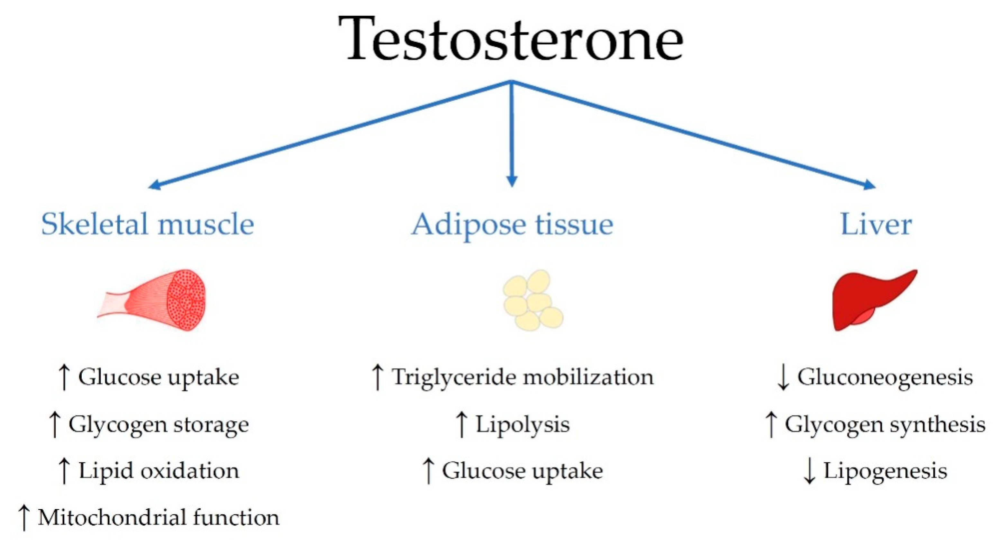 Testosterone
Skeletal muscle
↑ Glucose uptake
↑ Glycogen storage
↑ Lipid oxidation
↑ Mitochondrial function
Adipose tissue
↑ Triglyceride mobilization
↑ Lipolysis
↑ Glucose uptake
Liver
↓ Gluconeogenesis
↑ Glycogen synthesis
↓ Lipogenesis